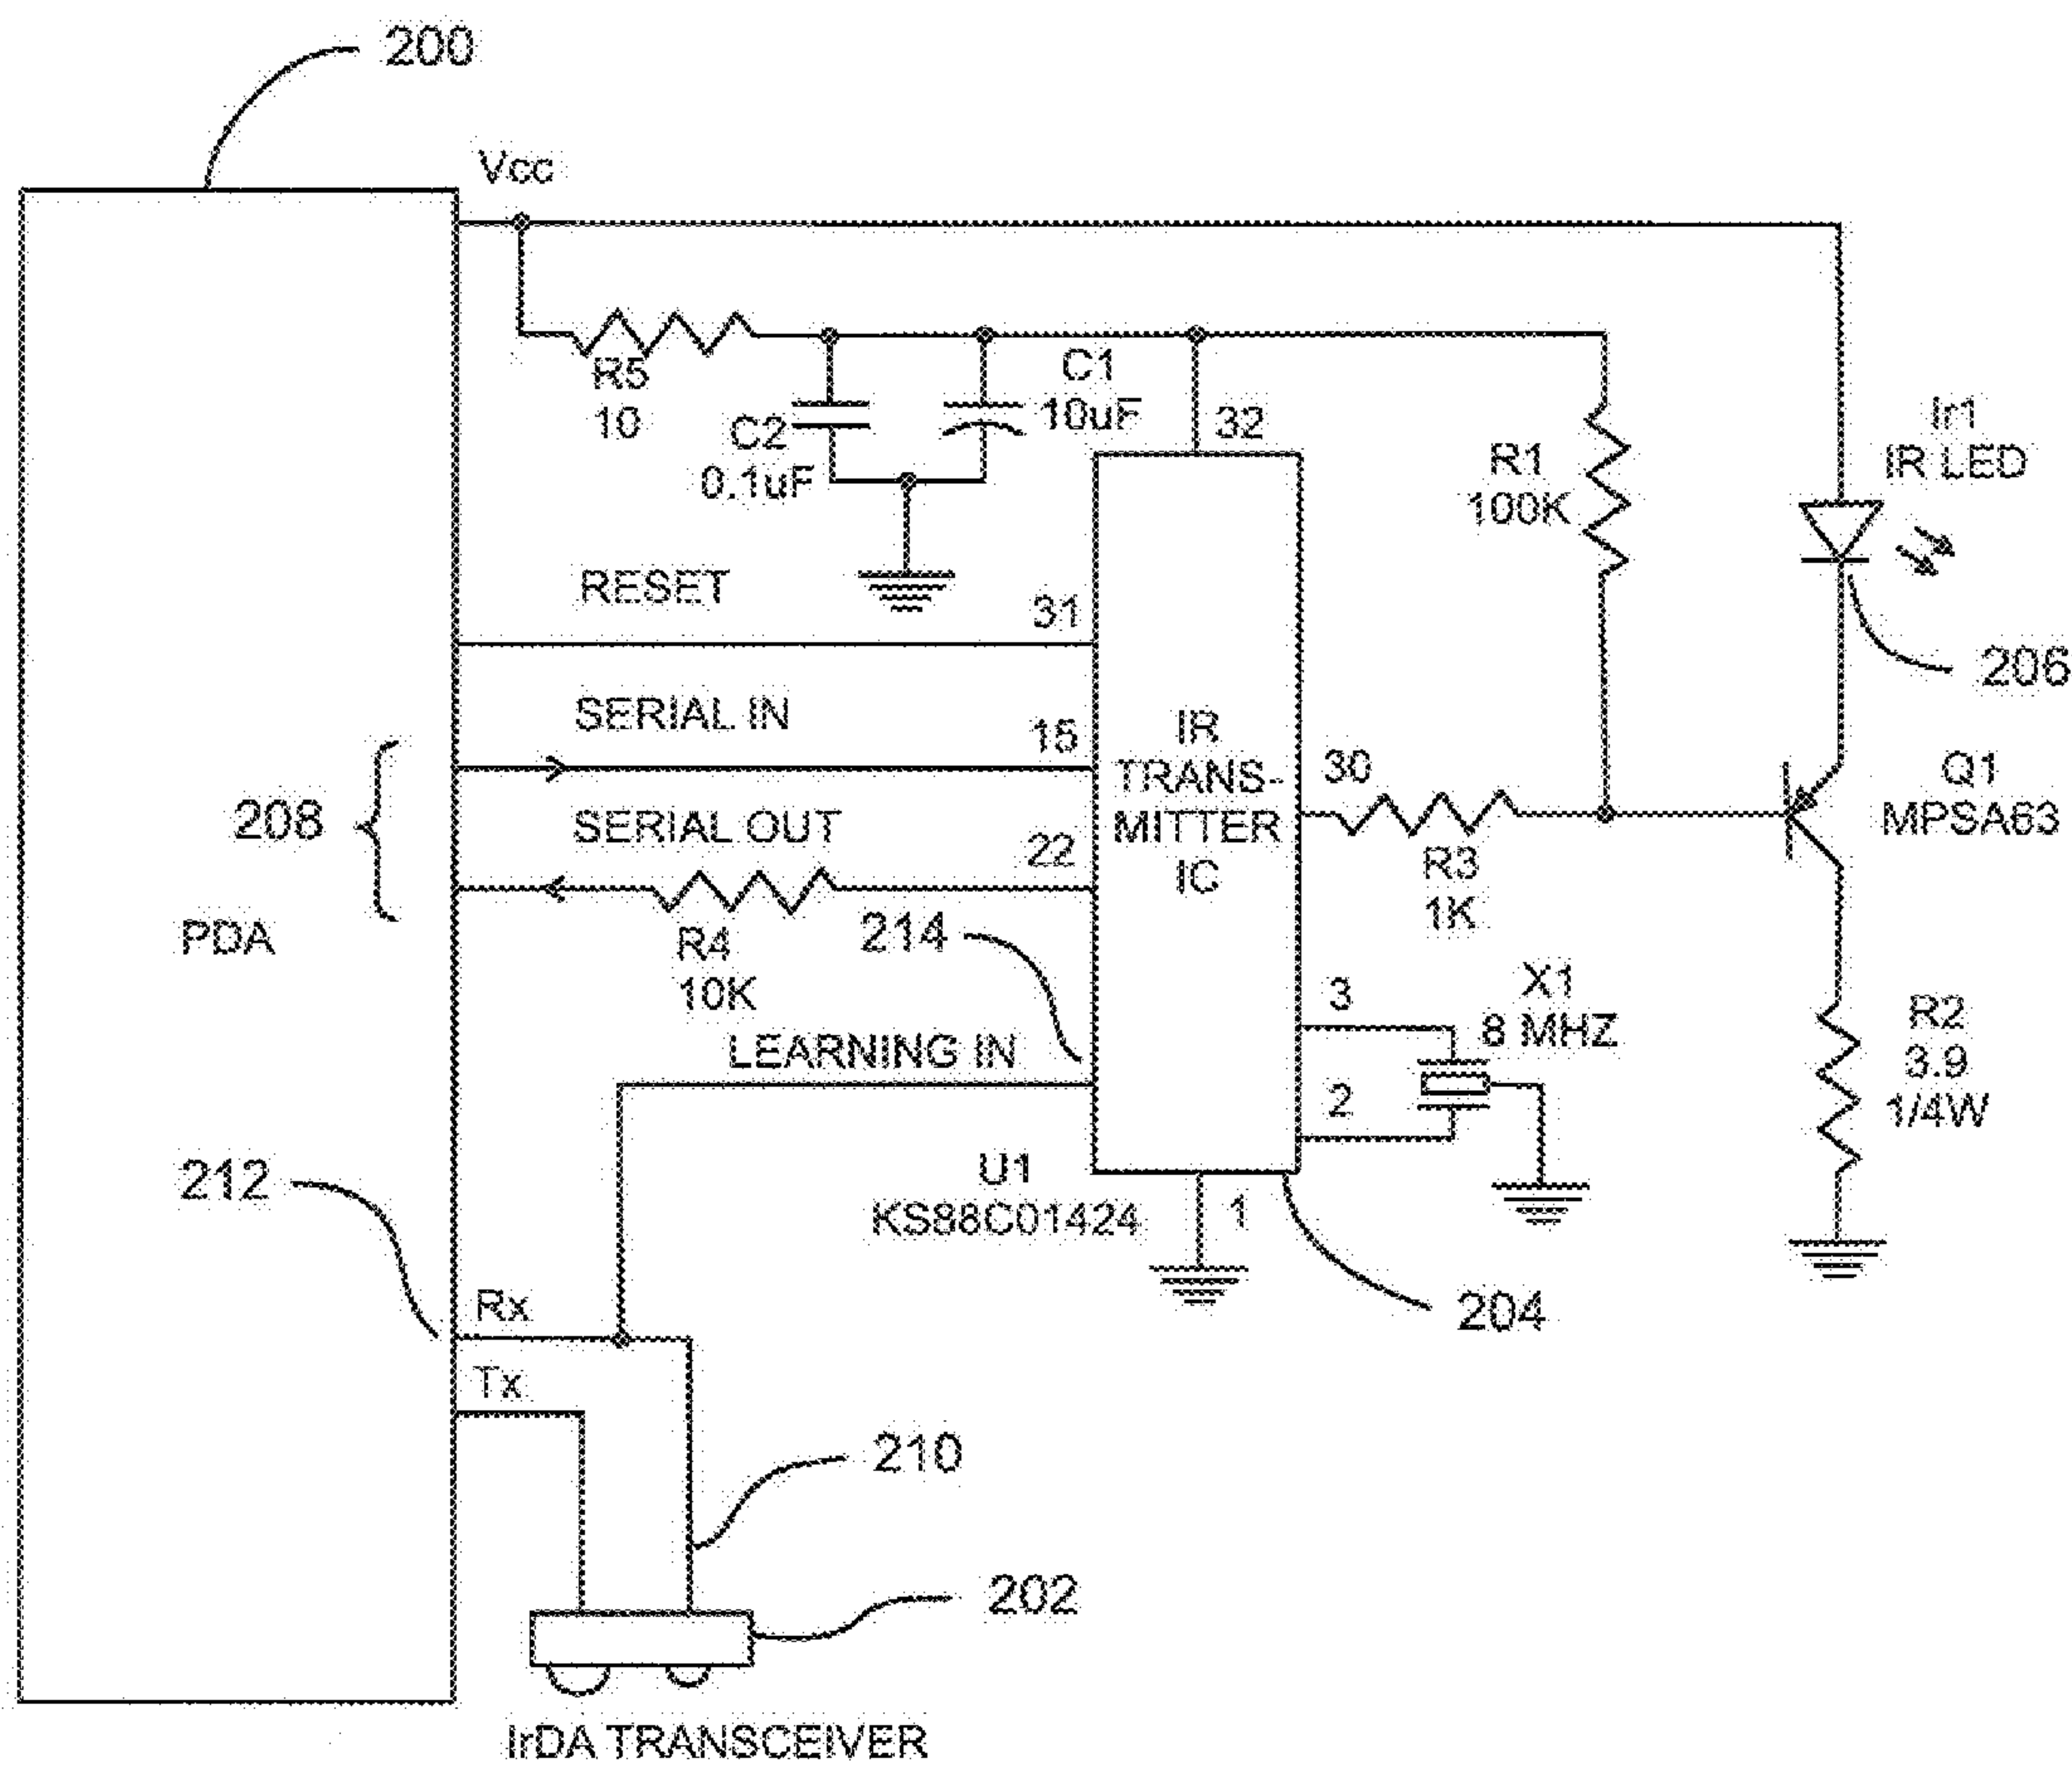 200
Vcc
R5
10
C2
0.1uF
C1
10uF
32
R1
100K
Ir1
IR LED
206
RESET
31
SERIAL IN
15
208
SERIAL OUT
22
PDA
R4
10K
214
IR
TRANS-
MITTER
IC
30
R3
1K
Q1
MPSA63
LEARNING IN
3
X1
8 MHZ
2
R2
3.9
1/4W
212
U1
KS88C01424
1
204
Rx
Tx
210
202
IrDA TRANSCEIVER